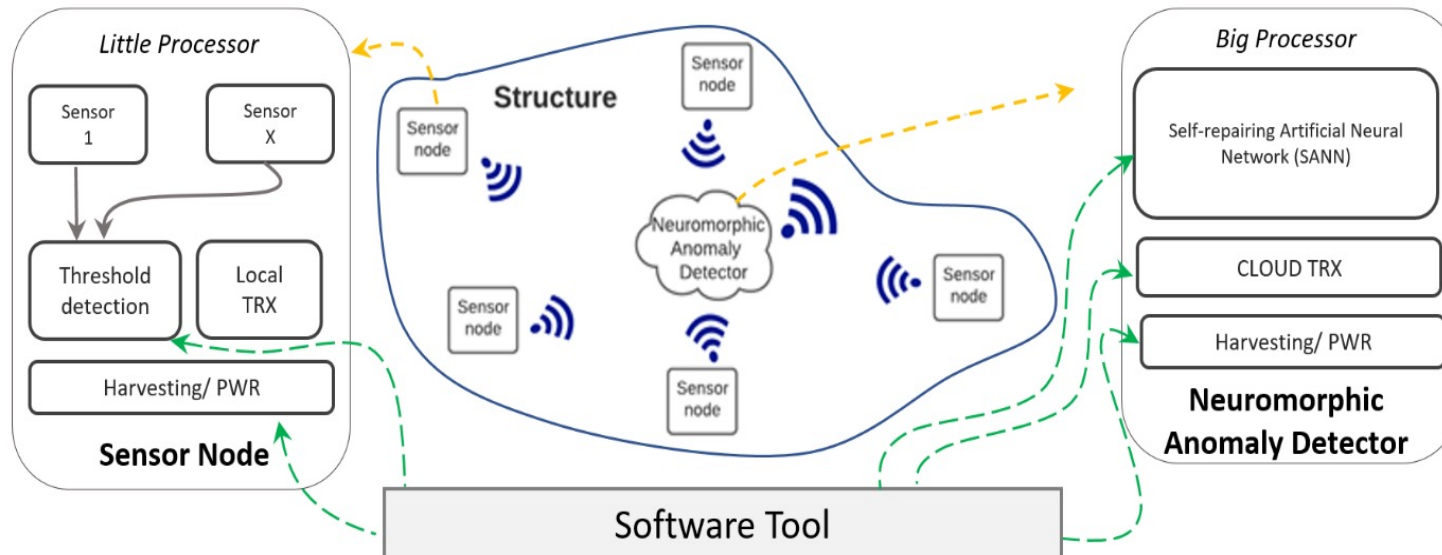 Little Processor
Sensor
1
Sensor
X
Threshold
detection
Local
TRX
Harvesting/ PWR
Sensor Node
Structure
Sensor
node
Sensor
node
Neuromorphic
Anomaly
Detector
Sensor
node
Sensor
node
Sensor
node
Big Processor
Self-repairing Artificial Neural
Network (SANN)
CLOUD TRX
Harvesting/ PWR
Neuromorphic
Anomaly Detector
Software Tool